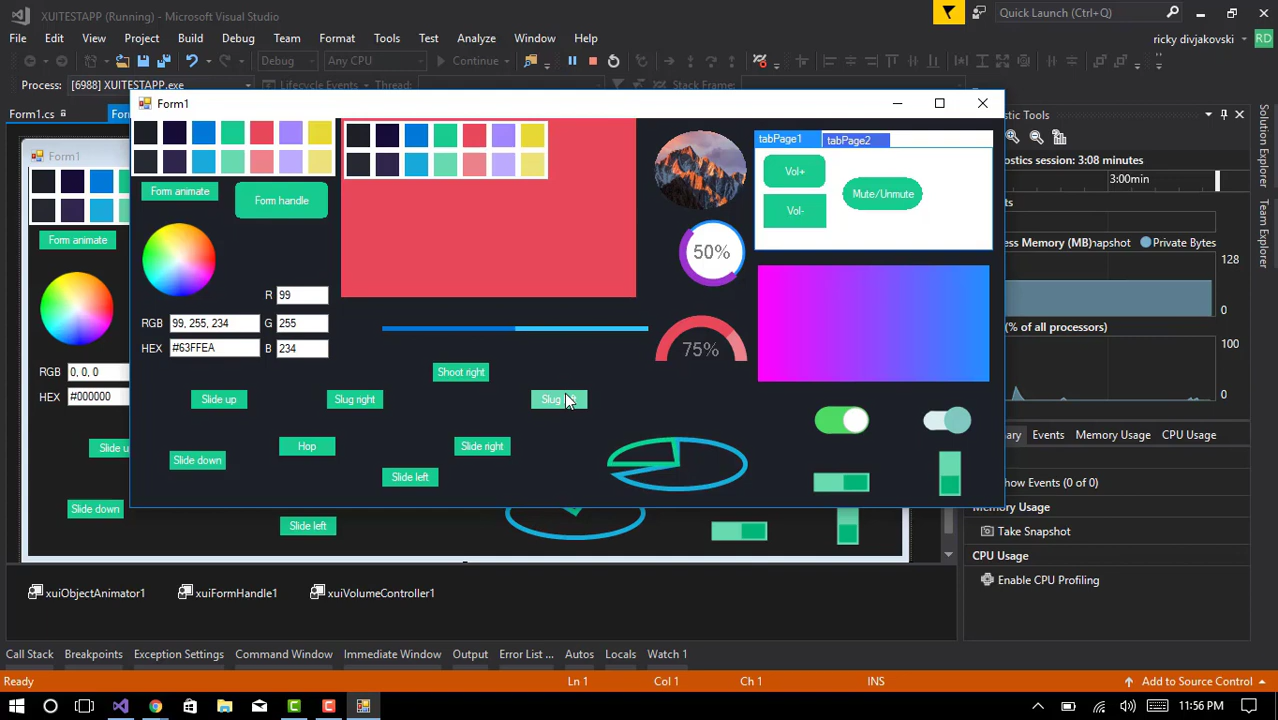 XUITESTAPP (Running) - Microsoft Visual Studio
Quick Launch (Ctrl+Q)
File Edit View Project Build Debug Team Format Tools Test Analyze Window Help
ricky divjakovski RD
Debug Any CPU Continue
Process: [6988] XUITESTAPP.exe Lifecycle Events Thread: Stack Frame:
Form1.cs
Form1
Form animate
RGB 0, 0, 0
HEX #000000
Slide down
Slide left
Form1
Form animate
Form handle
R 99
RGB 99, 255, 234
G 255
HEX #63FFEA
B 234
50%
75%
tabPage1 tabPage2
Vol+
Mute/Unmute
Vol-
Shoot right
Slide up
Slug right
Slug
Hop
Slide right
Slide down
Slide left
ostic Tools
ostics session: 3:08 minutes
3:00min
ess Memory (MB) napshot Private Bytes
128
0
(% of all processors)
100
0
Events Memory Usage CPU Usage
how Events (0 of 0)
Memory Usage
Take Snapshot
CPU Usage
Enable CPU Profiling
Solution Explorer
Team Explorer
xuiObjectAnimator1 xuiFormHandle1 xuiVolumeController1
Call Stack Breakpoints Exception Settings Command Window Immediate Window Output Error List ... Autos Locals Watch 1
Ready Ln 1 Col 1 Ch 1 INS Add to Source Control
11:56 PM